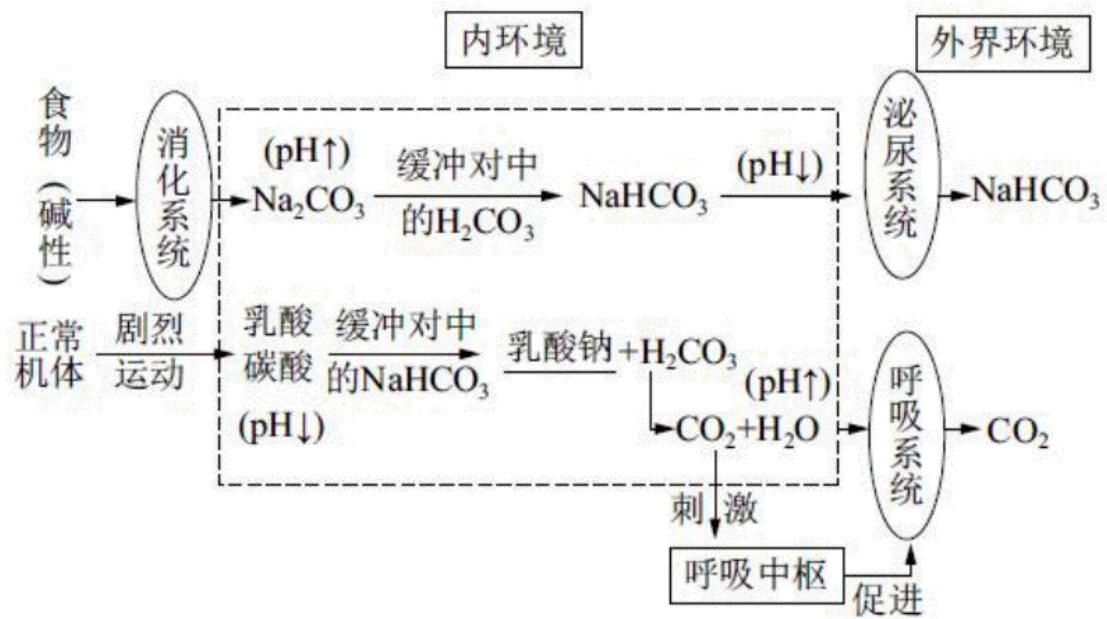 内环境
外界环境
食物(碱性)
消化系统
(pH↑)
Na₂CO₃
缓冲对中
的H₂CO₃
NaHCO₃
(pH↓)
泌尿系统
NaHCO₃
正常
机体
剧烈
运动
乳酸
碳酸
(pH↓)
缓冲对中
的NaHCO₃
乳酸钠+H₂CO₃
(pH↑)
CO₂+H₂O
呼吸系统
CO₂
刺激
呼吸中枢
促进